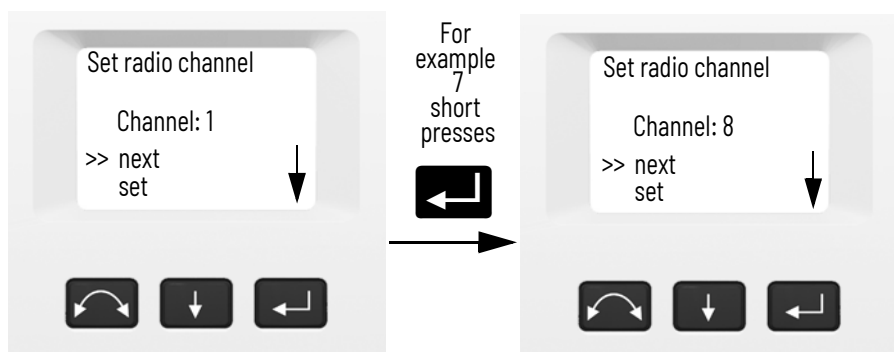 Set radio channel
Channel: 1
>> next
set
For
example
7
short
presses
Set radio channel
Channel: 8
>> next
set